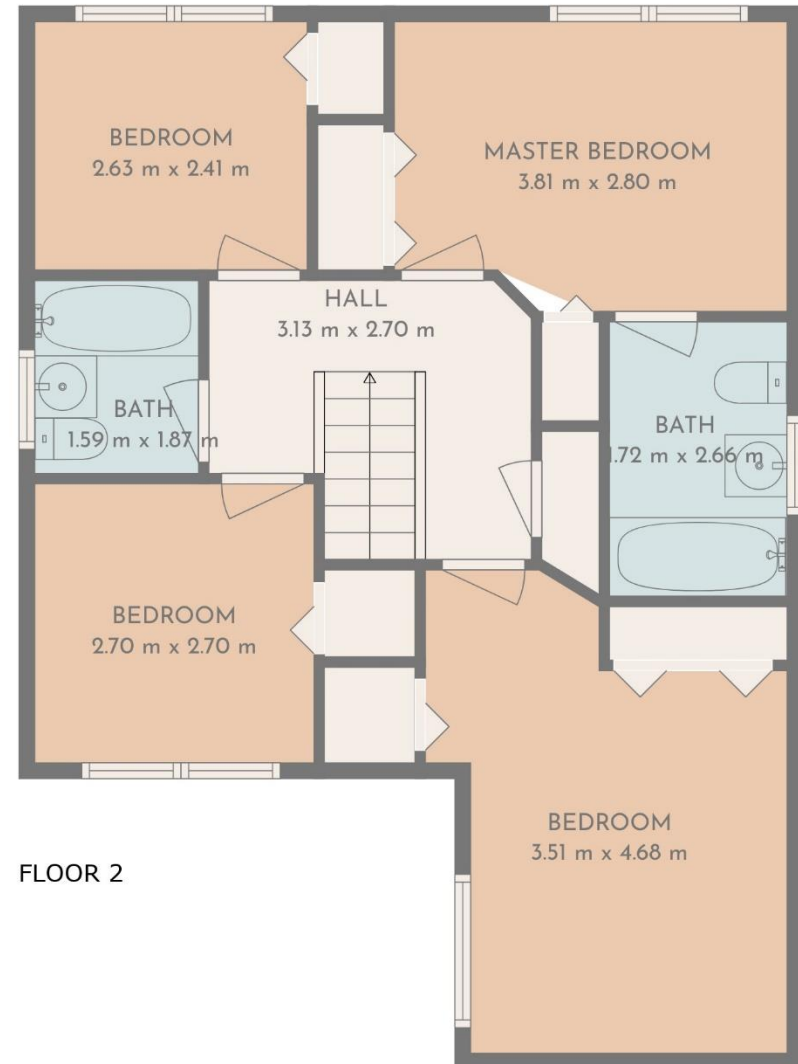 BEDROOM
2.63 m x 2.41 m
MASTER BEDROOM
3.81 m x 2.80 m
HALL
3.13 m x 2.70 m
BATH
1.59 m x 1.87 m
BATH
1.72 m x 2.66 m
BEDROOM
2.70 m x 2.70 m
BEDROOM
3.51 m x 4.68 m
FLOOR 2